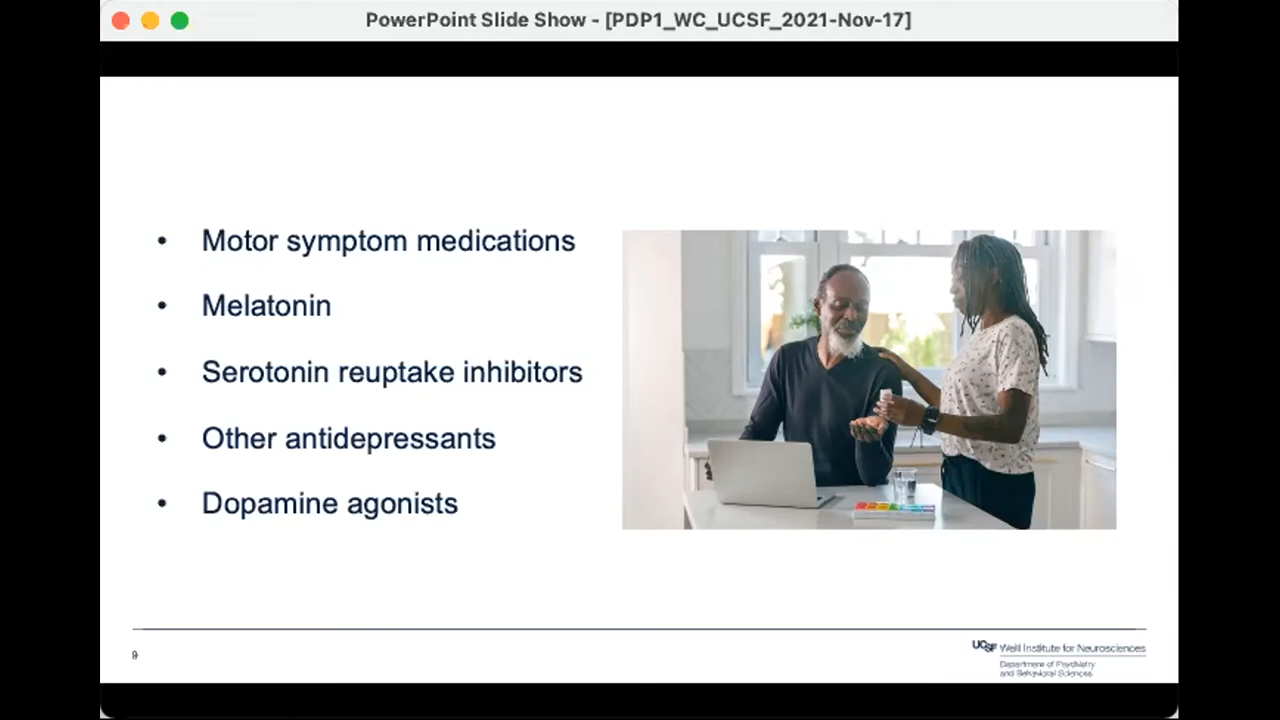 PowerPoint Slide Show - [PDP1_WC_UCSF_2021-Nov-17]
• Motor symptom medications
• Melatonin
• Serotonin reuptake inhibitors
• Other antidepressants
• Dopamine agonists
9
UCSF Weill Institute for Neurosciences
Department of Psychiatry
and Behavioral Sciences